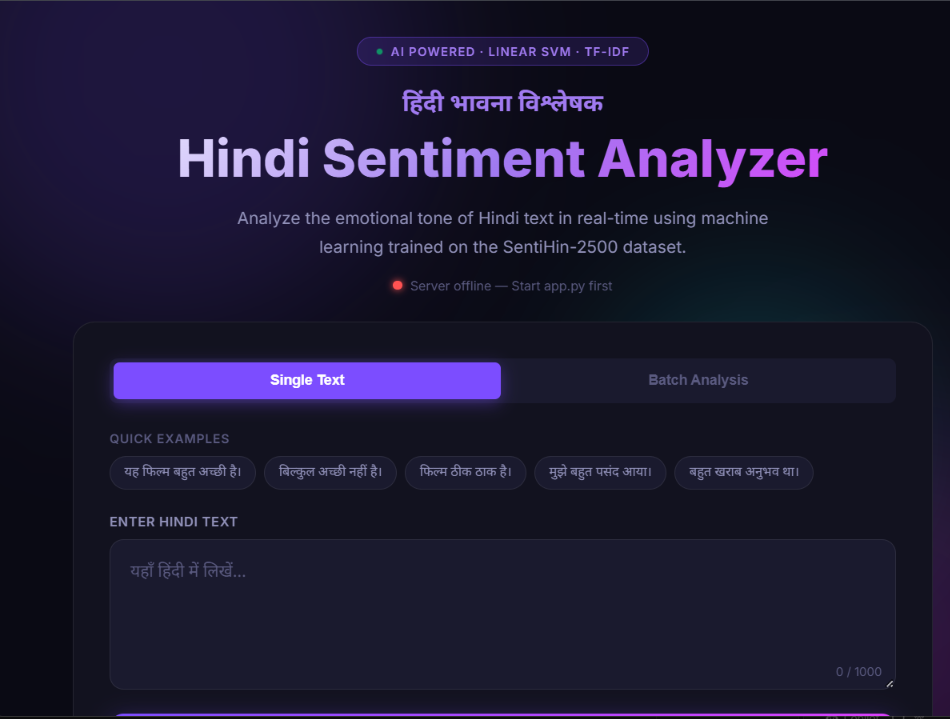 AI POWERED · LINEAR SVM · TF-IDF
हिंदी भावना विश्लेषक
Hindi Sentiment Analyzer
Analyze the emotional tone of Hindi text in real-time using machine
learning trained on the SentiHin-2500 dataset.
Server offline — Start app.py first
Single Text
Batch Analysis
QUICK EXAMPLES
यह फिल्म बहुत अच्छी है।
बिल्कुल अच्छी नहीं है।
फिल्म ठीक ठाक है।
मुझे बहुत पसंद आया।
बहुत खराब अनुभव था।
ENTER HINDI TEXT
यहाँ हिंदी में लिखें...
0 / 1000